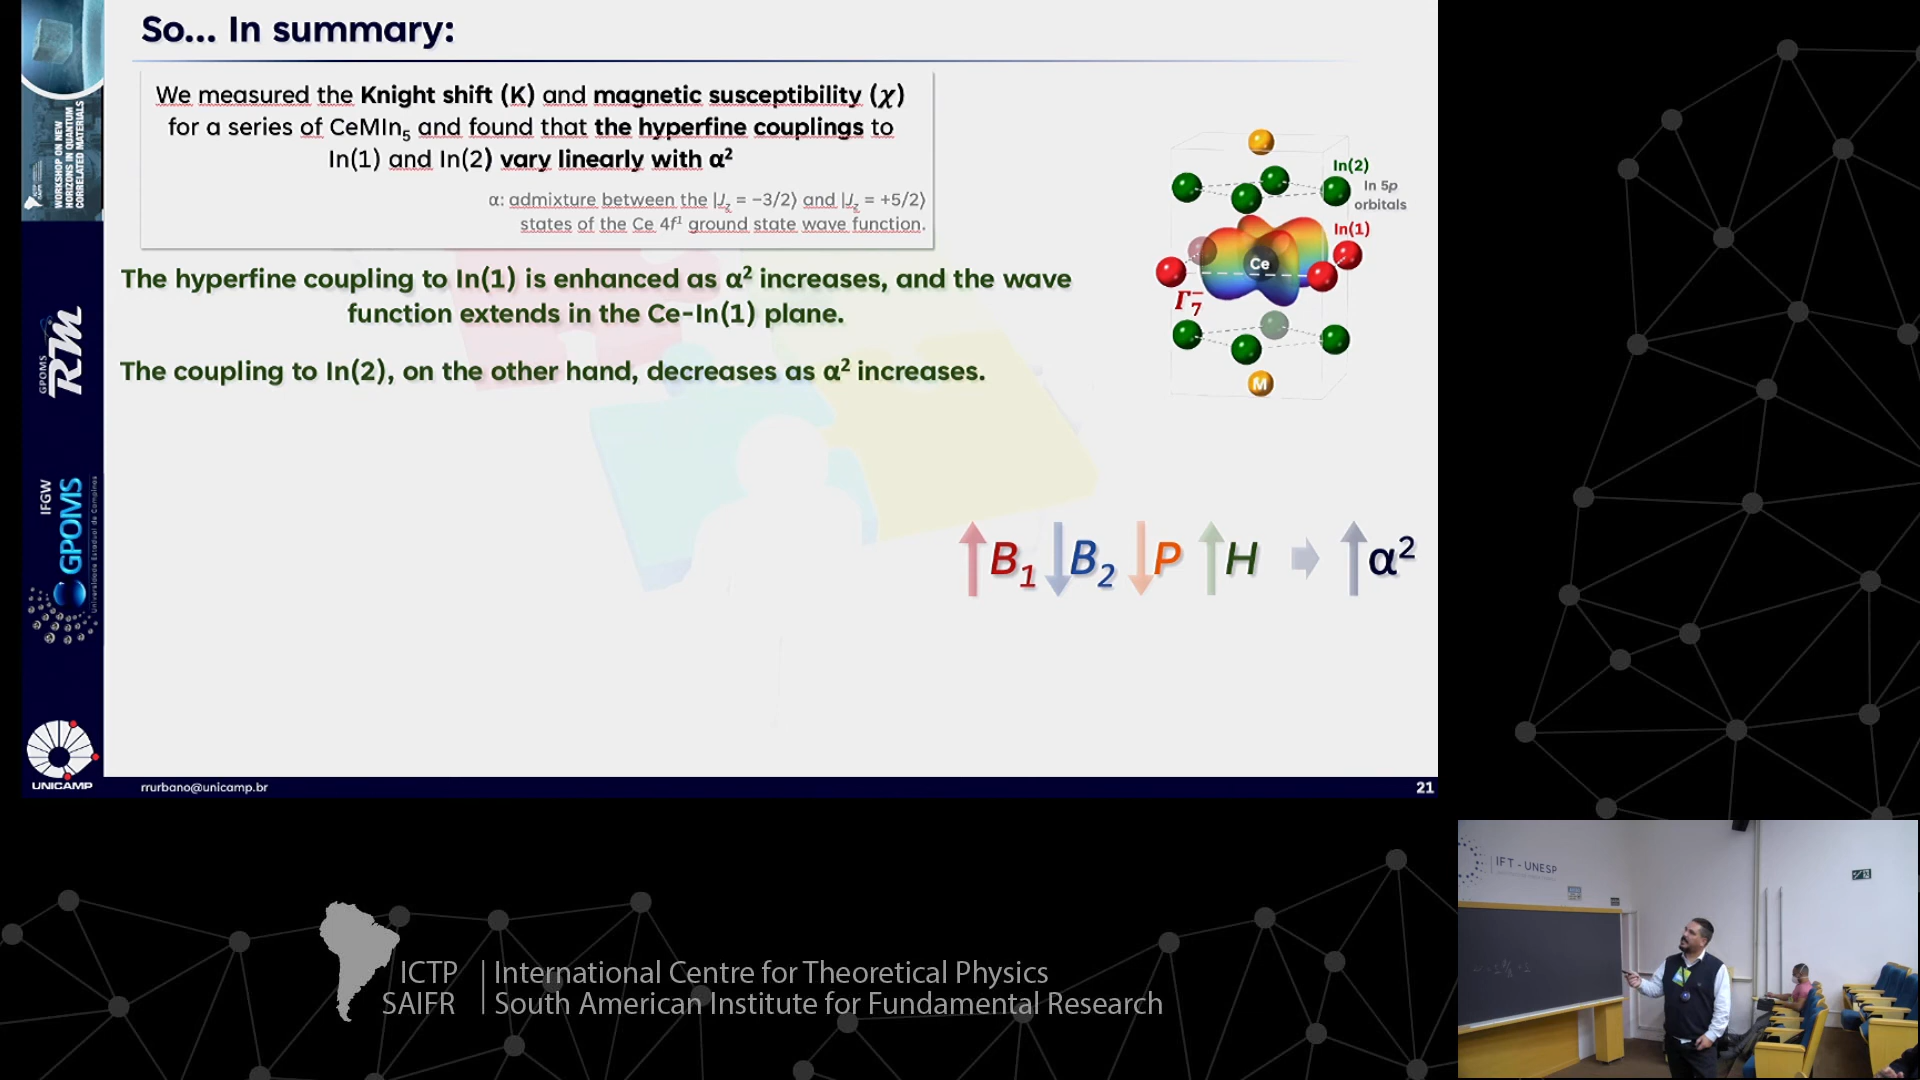 So... In summary:
We measured the Knight shift (K) and magnetic susceptibility (χ)
for a series of CeMIn₅ and found that the hyperfine couplings to
In(1) and In(2) vary linearly with α²
α: admixture between the |J_z = −3/2⟩ and |J_z = +5/2⟩
states of the Ce 4f¹ ground state wave function.
The hyperfine coupling to In(1) is enhanced as α² increases, and the wave
function extends in the Ce-In(1) plane.
The coupling to In(2), on the other hand, decreases as α² increases.
In(2)
In 5p
orbitals
In(1)
Ce
Γ₇⁻
M
↑B₁ ↓B₂ ↓P ↑H → ↑α²
ICTP
SAIFR
WORKSHOP ON NEW
HORIZONS IN QUANTUM
CORRELATED MATERIALS
GPOMS
RM
IFGW
GPOMS
Universidade Estadual de Campinas
UNICAMP
rrurbano@unicamp.br
21
IFT - UNESP
ICTP | International Centre for Theoretical Physics
SAIFR | South American Institute for Fundamental Research